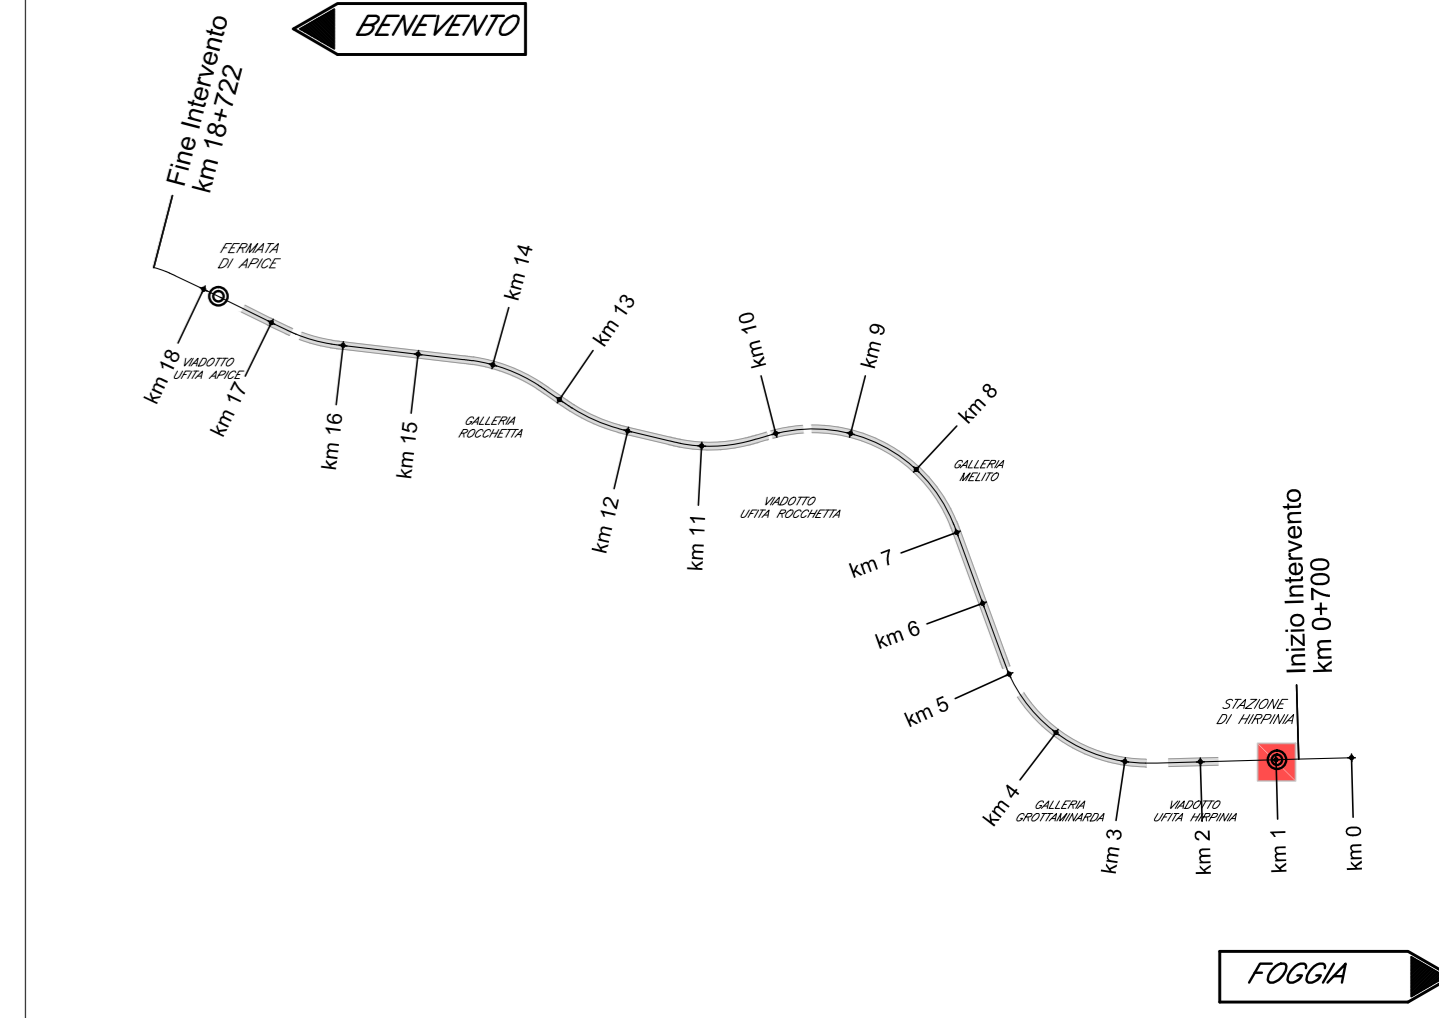 BENEVENTO
Fine Intervento
km 18+722
FERMATA
DI APICE
km 18
VIADOTTO
UFITA APICE
km 17
km 16
km 15
km 14
GALLERIA
ROCCHETTA
km 13
km 12
km 11
km 10
VIADOTTO
UFITA ROCCHETTA
km 9
km 8
GALLERIA
MELITO
km 7
km 6
km 5
km 4
GALLERIA
GROTTAMINARDA
km 3
VIADOTTO
UFITA HIRPINIA
km 2
STAZIONE
DI HIRPINIA
Inizio Intervento
km 0+700
km 1
km 0
FOGGIA